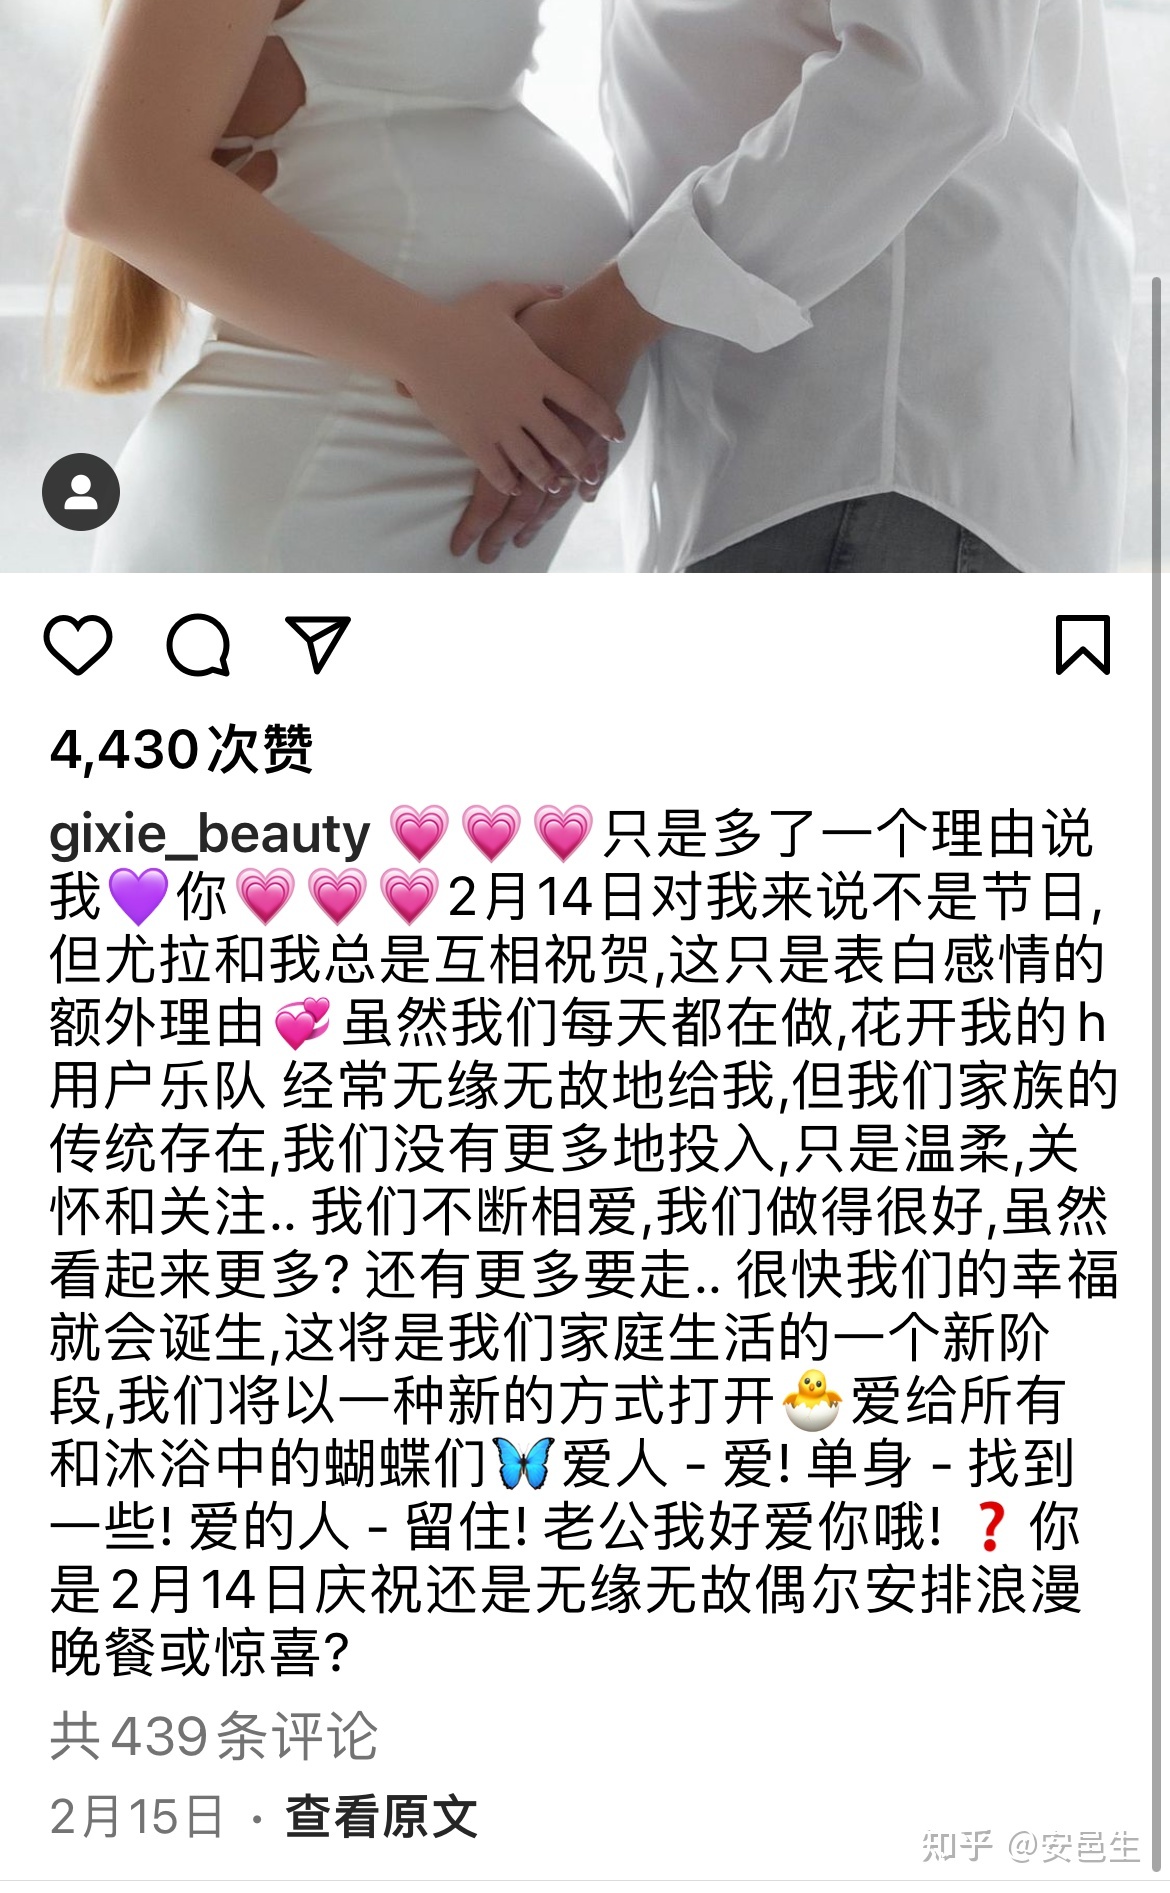 4,430次赞
gixie_beauty 💗💗💗只是多了一个理由说
我💜你💗💗💗2月14日对我来说不是节日,
但尤拉和我总是互相祝贺,这只是表白感情的
额外理由💞虽然我们每天都在做,花开我的h
用户乐队 经常无缘无故地给我,但我们家族的
传统存在,我们没有更多地投入,只是温柔,关
怀和关注.. 我们不断相爱,我们做得很好,虽然
看起来更多? 还有更多要走.. 很快我们的幸福
就会诞生,这将是我们家庭生活的一个新阶
段,我们将以一种新的方式打开🐣爱给所有
和沐浴中的蝴蝶们🦋爱人 - 爱! 单身 - 找到
一些! 爱的人 - 留住! 老公我好爱你哦! ❓ 你
是2月14日庆祝还是无缘无故偶尔安排浪漫
晚餐或惊喜?
共439条评论
2月15日 · 查看原文
知乎 @安邑生